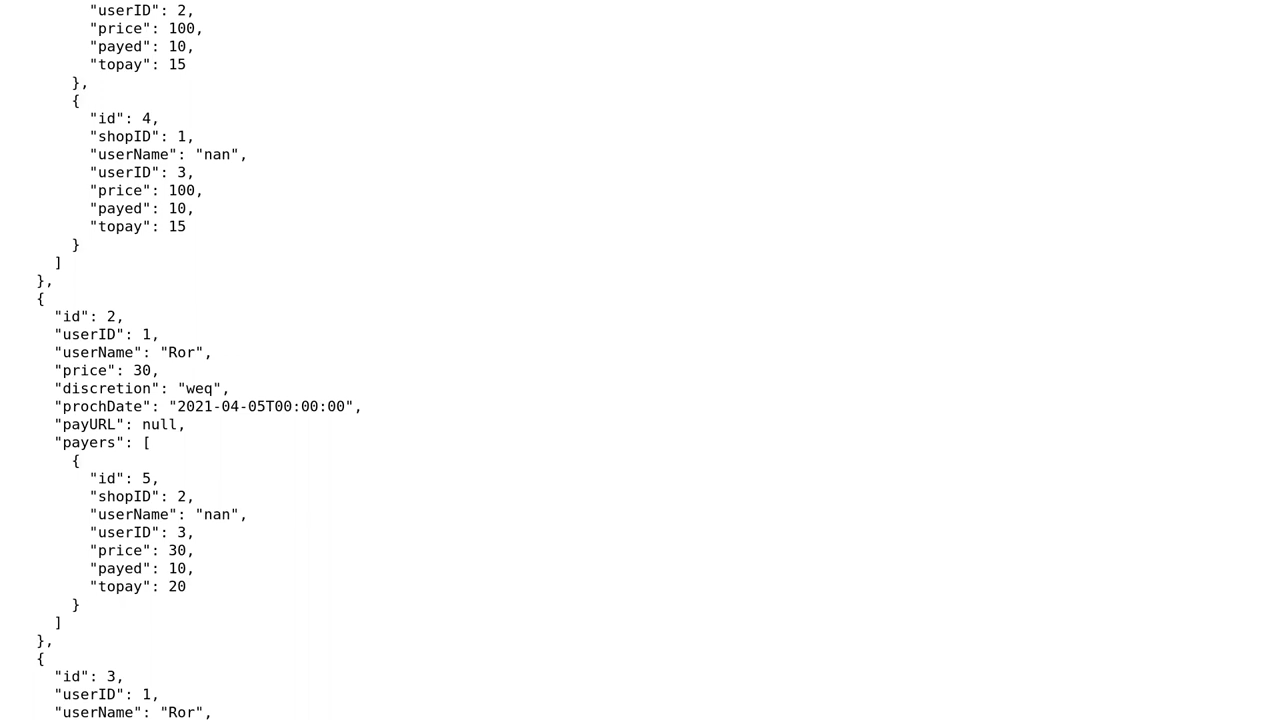 "userID": 2,
"price": 100,
"payed": 10,
"topay": 15
},
{
"id": 4,
"shopID": 1,
"userName": "nan",
"userID": 3,
"price": 100,
"payed": 10,
"topay": 15
}
]
},
{
"id": 2,
"userID": 1,
"userName": "Ror",
"price": 30,
"discretion": "weq",
"prochDate": "2021-04-05T00:00:00",
"payURL": null,
"payers": [
{
"id": 5,
"shopID": 2,
"userName": "nan",
"userID": 3,
"price": 30,
"payed": 10,
"topay": 20
}
]
},
{
"id": 3,
"userID": 1,
"userName": "Ror",